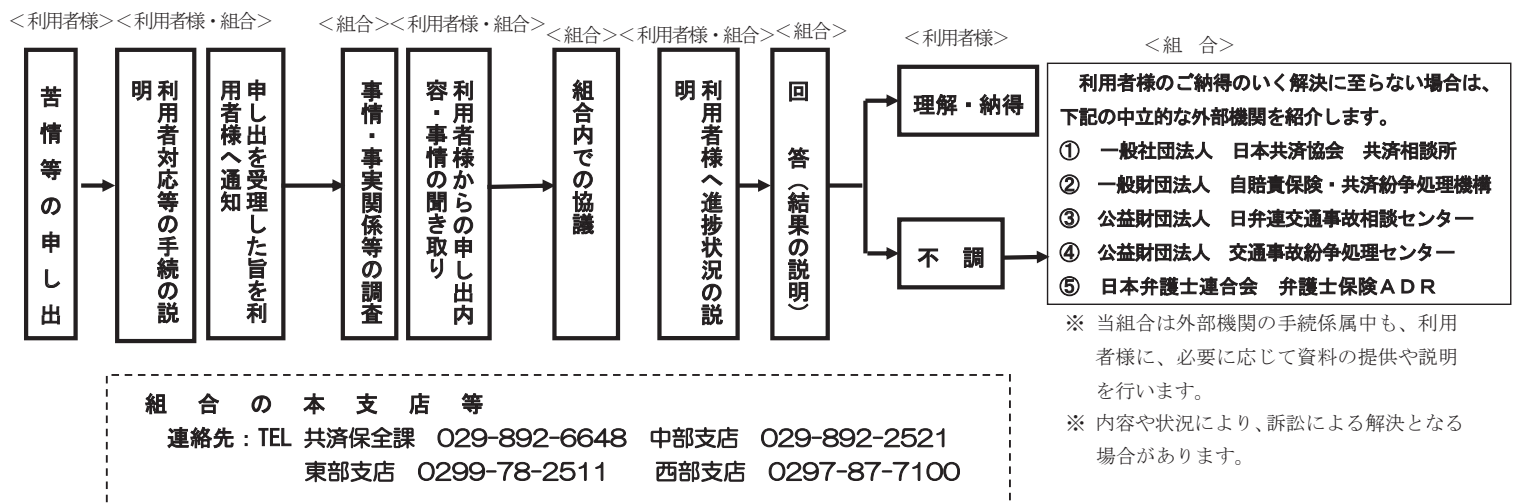 ＜利用者様＞
＜利用者様・組合＞
＜組合＞
＜利用者様・組合＞
＜組合＞
＜利用者様・組合＞
＜組合＞
＜利用者様＞
＜組　合＞
苦情等の申し出
利用者対応等の手続の説
明
申し出を受理した旨を利
用者様へ通知
事情・事実関係等の調査
利用者様からの申し出内
容・事情の聞き取り
組合内での協議
利用者様へ進捗状況の説
明
回　答（結果の説明）
理解・納得
不　調
利用者様のご納得のいく解決に至らない場合は、
下記の中立的な外部機関を紹介します。
①　一般社団法人　日本共済協会　共済相談所
②　一般財団法人　自賠責保険・共済紛争処理機構
③　公益財団法人　日弁連交通事故相談センター
④　公益財団法人　交通事故紛争処理センター
⑤　日本弁護士連合会　弁護士保険ＡＤＲ
※ 当組合は外部機関の手続係属中も、利用
者様に、必要に応じて資料の提供や説明
を行います。
※ 内容や状況により、訴訟による解決となる
場合があります。
組　合　の　本　支　店　等
連絡先：TEL 共済保全課　029-892-6648　中部支店　029-892-2521
東部支店　0299-78-2511　西部支店　0297-87-7100